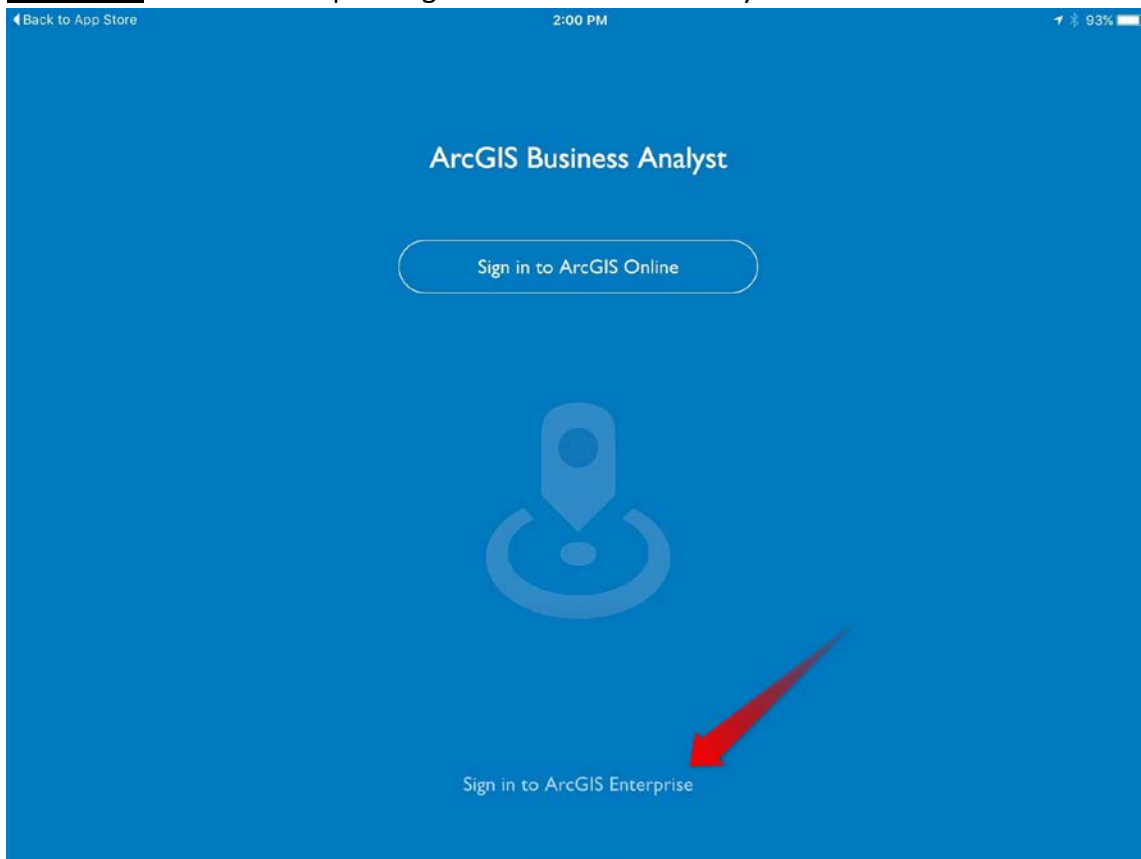 Back to App Store 2:00 PM 93%
ArcGIS Business Analyst
Sign in to ArcGIS Online
Sign in to ArcGIS Enterprise